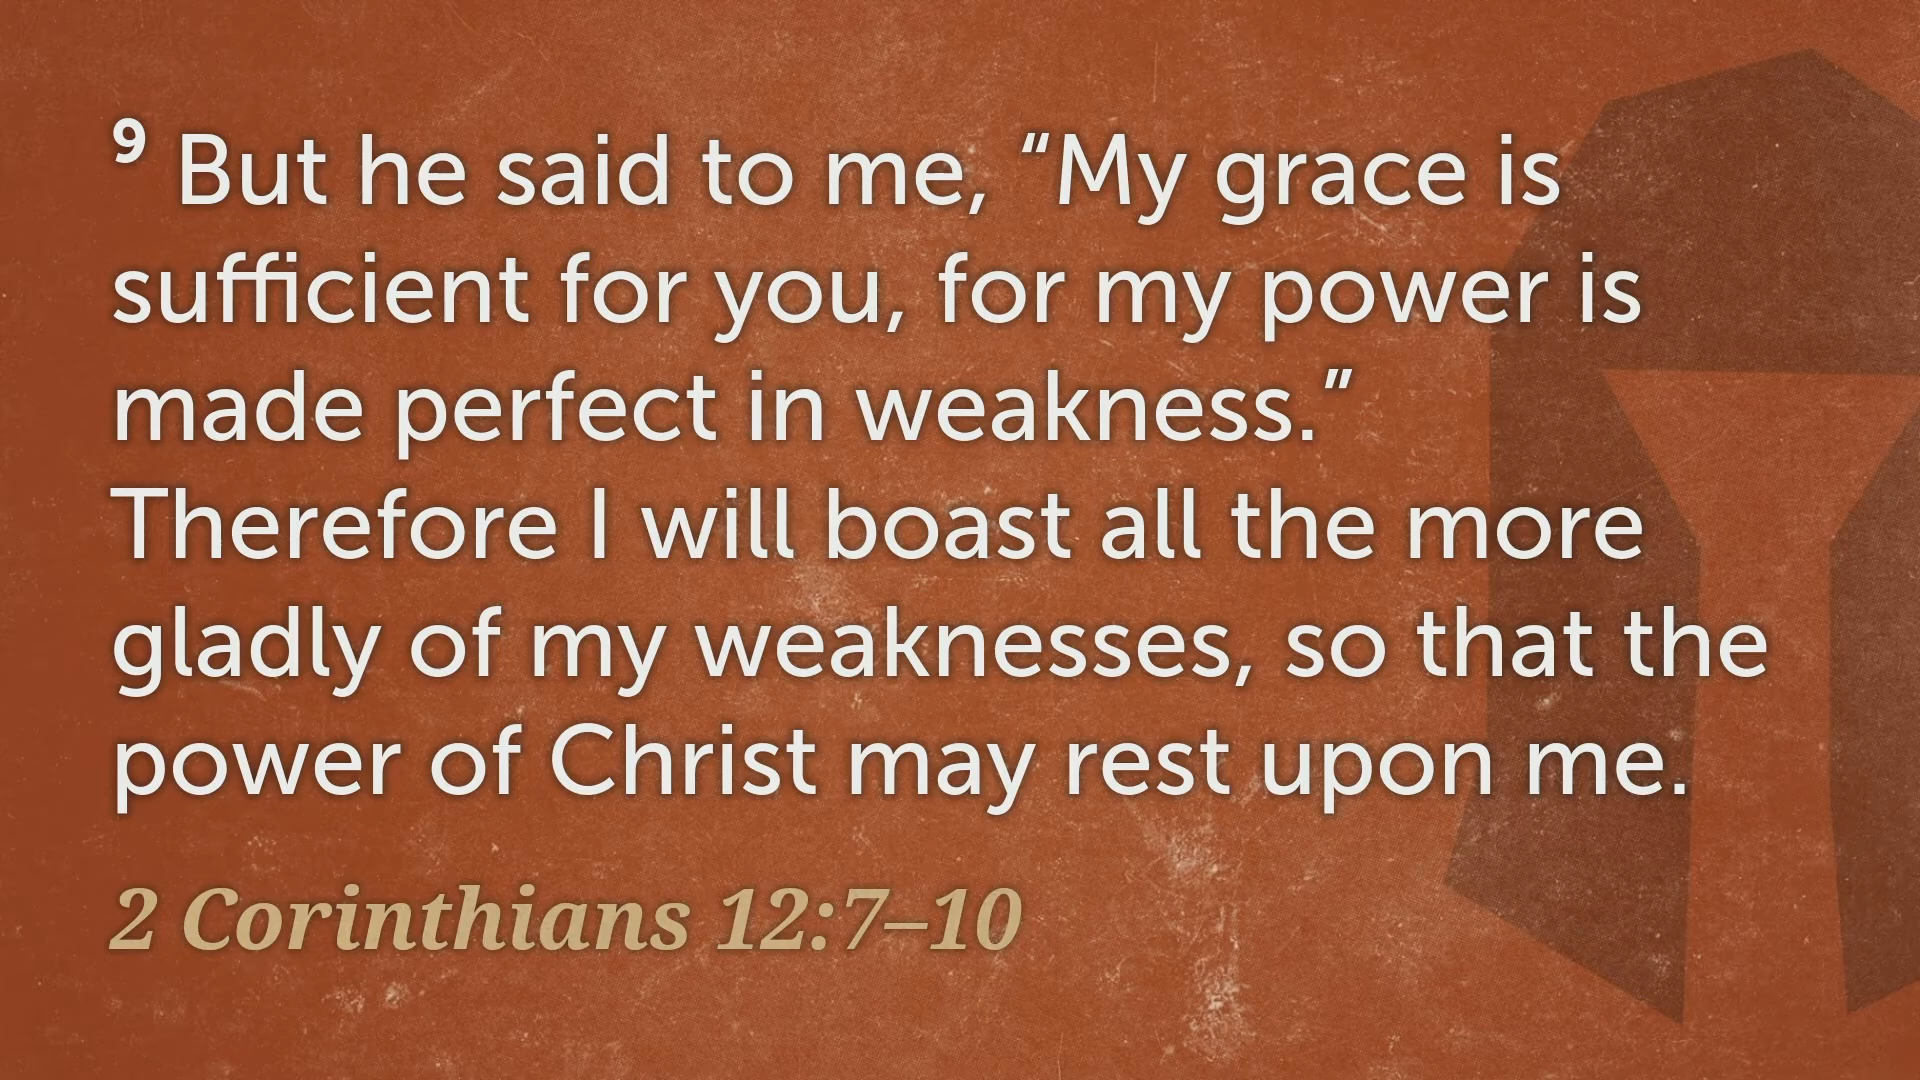 9 But he said to me, “My grace is
sufficient for you, for my power is
made perfect in weakness.”
Therefore I will boast all the more
gladly of my weaknesses, so that the
power of Christ may rest upon me.
2 Corinthians 12:7–10